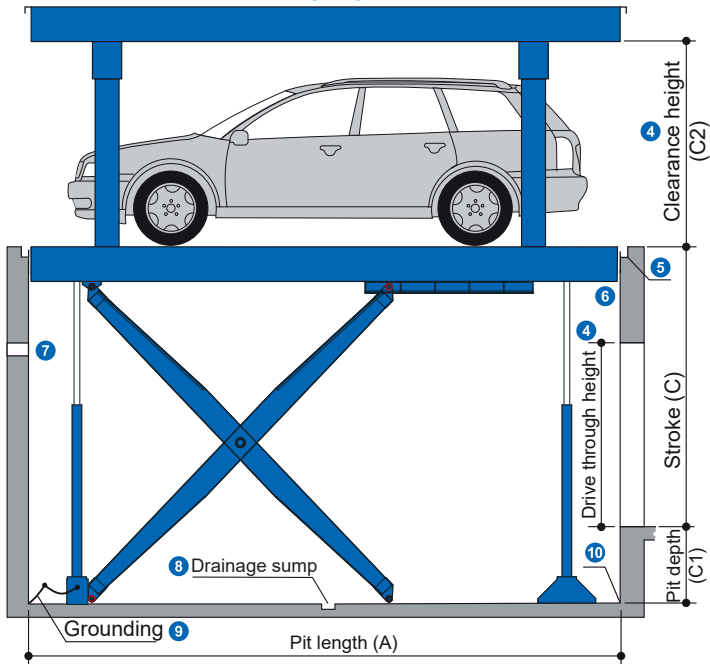 4
Clearance height
(C2)
5
6
7
4
Drive through height
Stroke (C)
Pit depth
(C1)
8 Drainage sump
10
Grounding 9
Pit length (A)